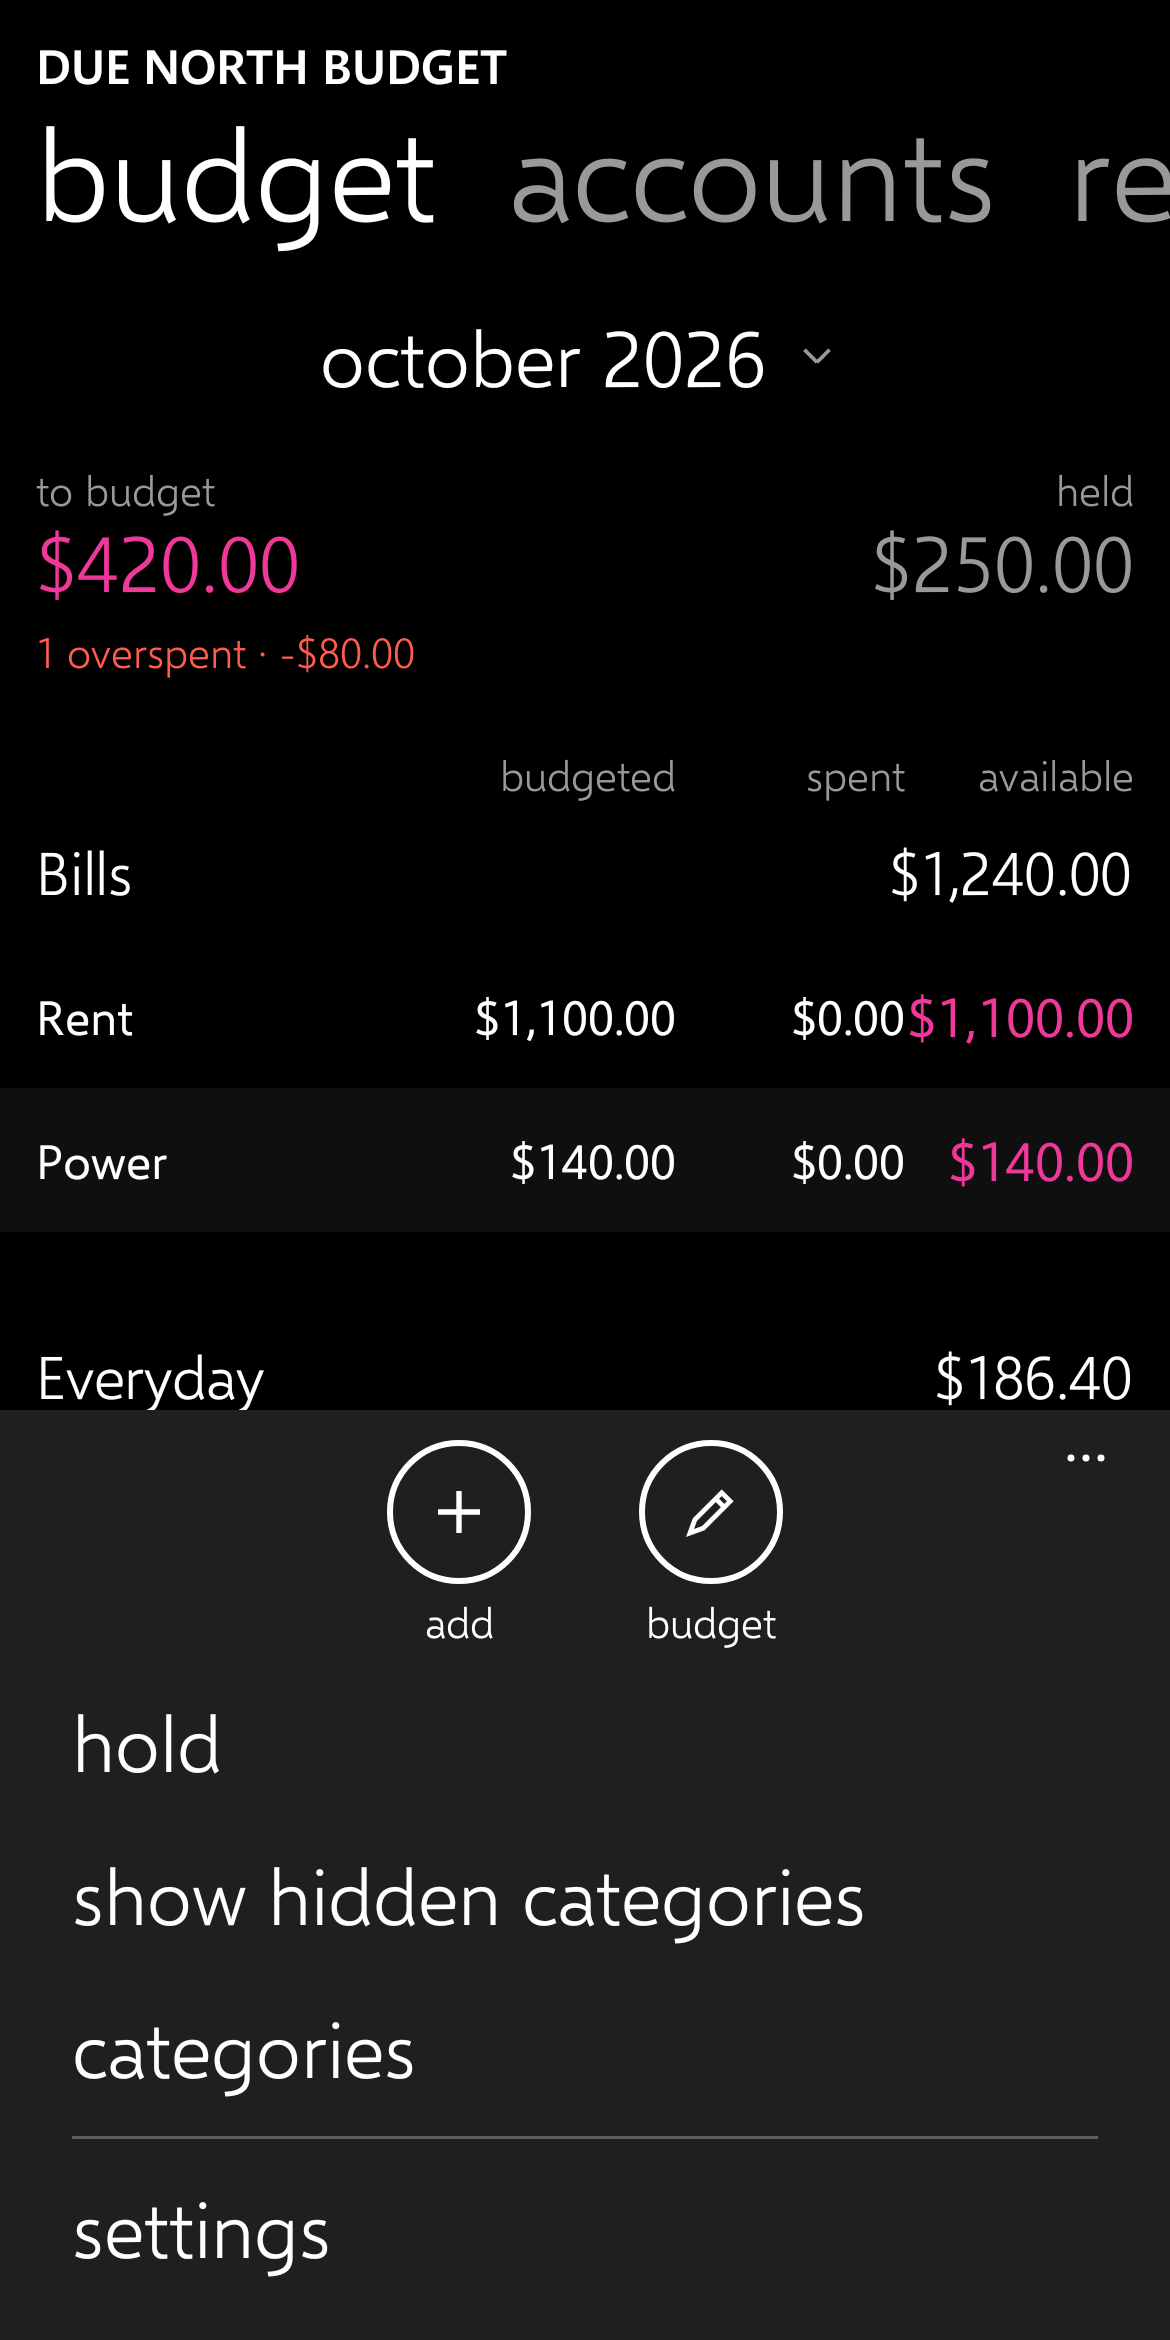 DUE NORTH BUDGET
budget accounts re
october 2026
to budget held
$420.00 $250.00
1 overspent · -$80.00
budgeted spent available
Bills $1,240.00
Rent $1,100.00 $0.00 $1,100.00
Power $140.00 $0.00 $140.00
Everyday $186.40
...
add budget
hold
show hidden categories
categories
settings